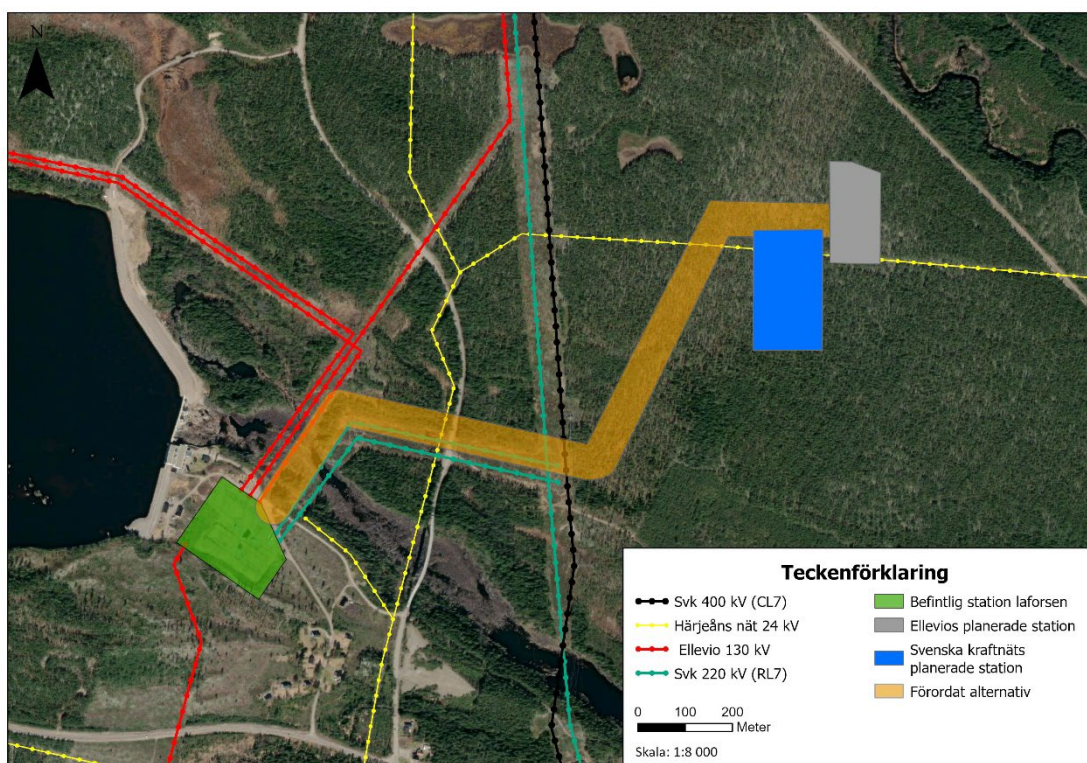 N
Teckenförklaring
Svk 400 kV (CL7)
Härjeåns nät 24 kV
Ellevio 130 kV
Svk 220 kV (RL7)
0 100 200
Meter
Skala: 1:8 000
Befintlig station laforsen
Ellevios planerade station
Svenska kraftnäts
planerade station
Förordat alternativ